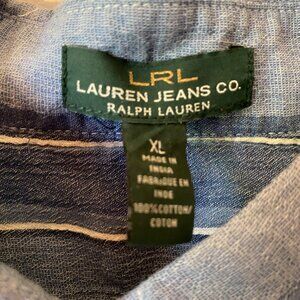 LRL
LAUREN JEANS CO.
RALPH LAUREN
XL
MADE IN
INDIA
FABRIQUE EN
INDE
100% COTTON/
COTON